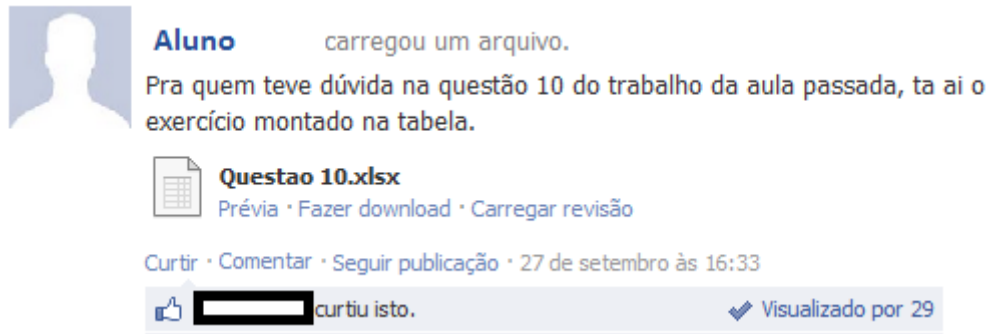 Aluno carregou um arquivo.
Pra quem teve dúvida na questão 10 do trabalho da aula passada, ta ai o
exercício montado na tabela.
Questao 10.xlsx
Prévia · Fazer download · Carregar revisão
Curtir · Comentar · Seguir publicação · 27 de setembro às 16:33
curtiu isto. Visualizado por 29